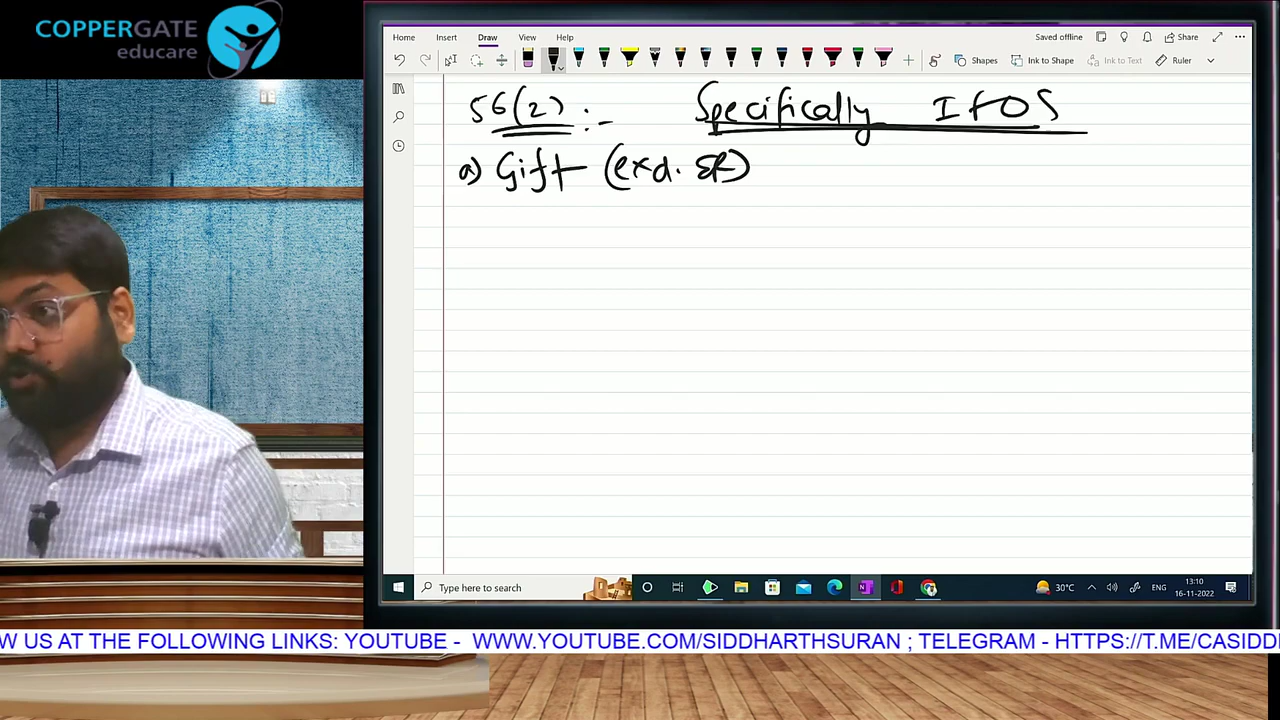 COPPERGATE
educare
Home Insert Draw View Help
Saved offline
Share
Shapes
Ink to Shape
Ink to Text
Ruler
56(2) :- Specifically IFOS
a) Gift (excl. SR)
Type here to search
30°C
ENG
13:10
16-11-2022
W US AT THE FOLLOWING LINKS: YOUTUBE - WWW.YOUTUBE.COM/SIDDHARTHSURAN ; TELEGRAM - HTTPS://T.ME/CASIDD